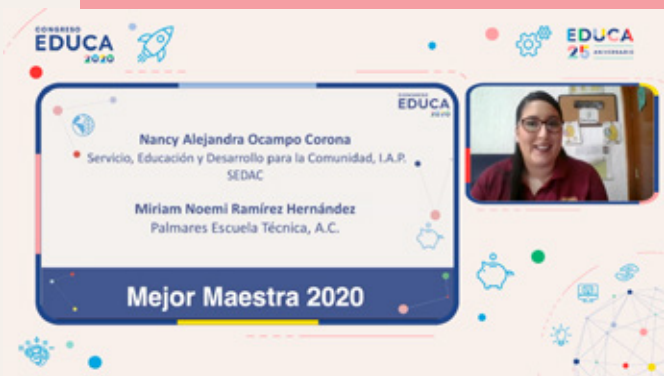 CONGRESO
EDUCA
2020
EDUCA
25 ANIVERSARIO
CONGRESO
EDUCA
2020
Nancy Alejandra Ocampo Corona
Servicio, Educación y Desarrollo para la Comunidad, I.A.P.
SEDAC
Miriam Noemi Ramírez Hernández
Palmares Escuela Técnica, A.C.
Mejor Maestra 2020